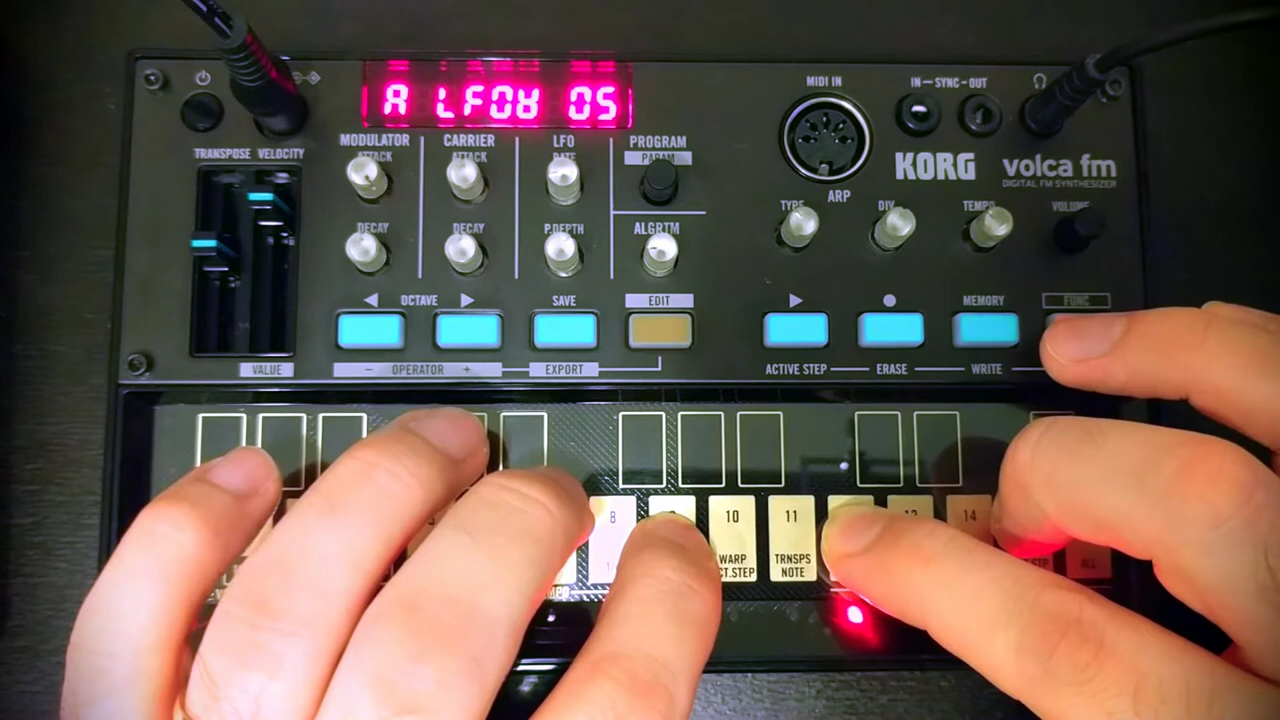 A LFO8 05
MIDI IN
IN SYNC OUT
TRANSPOSE VELOCITY
MODULATOR
CARRIER
LFO
PROGRAM
ATTACK
ATTACK
RATE
PARAM
KORG
volca fm
DIGITAL FM SYNTHESIZER
ARP
TYPE
DIV
TEMPO
VOLUME
DECAY
DECAY
P.DEPTH
ALGRTM
OCTAVE
SAVE
EDIT
MEMORY
FUNC
VALUE
- OPERATOR +
EXPORT
ACTIVE STEP
ERASE
WRITE
8
10
11
14
WARP
TRNSPS
NOTE
ALL